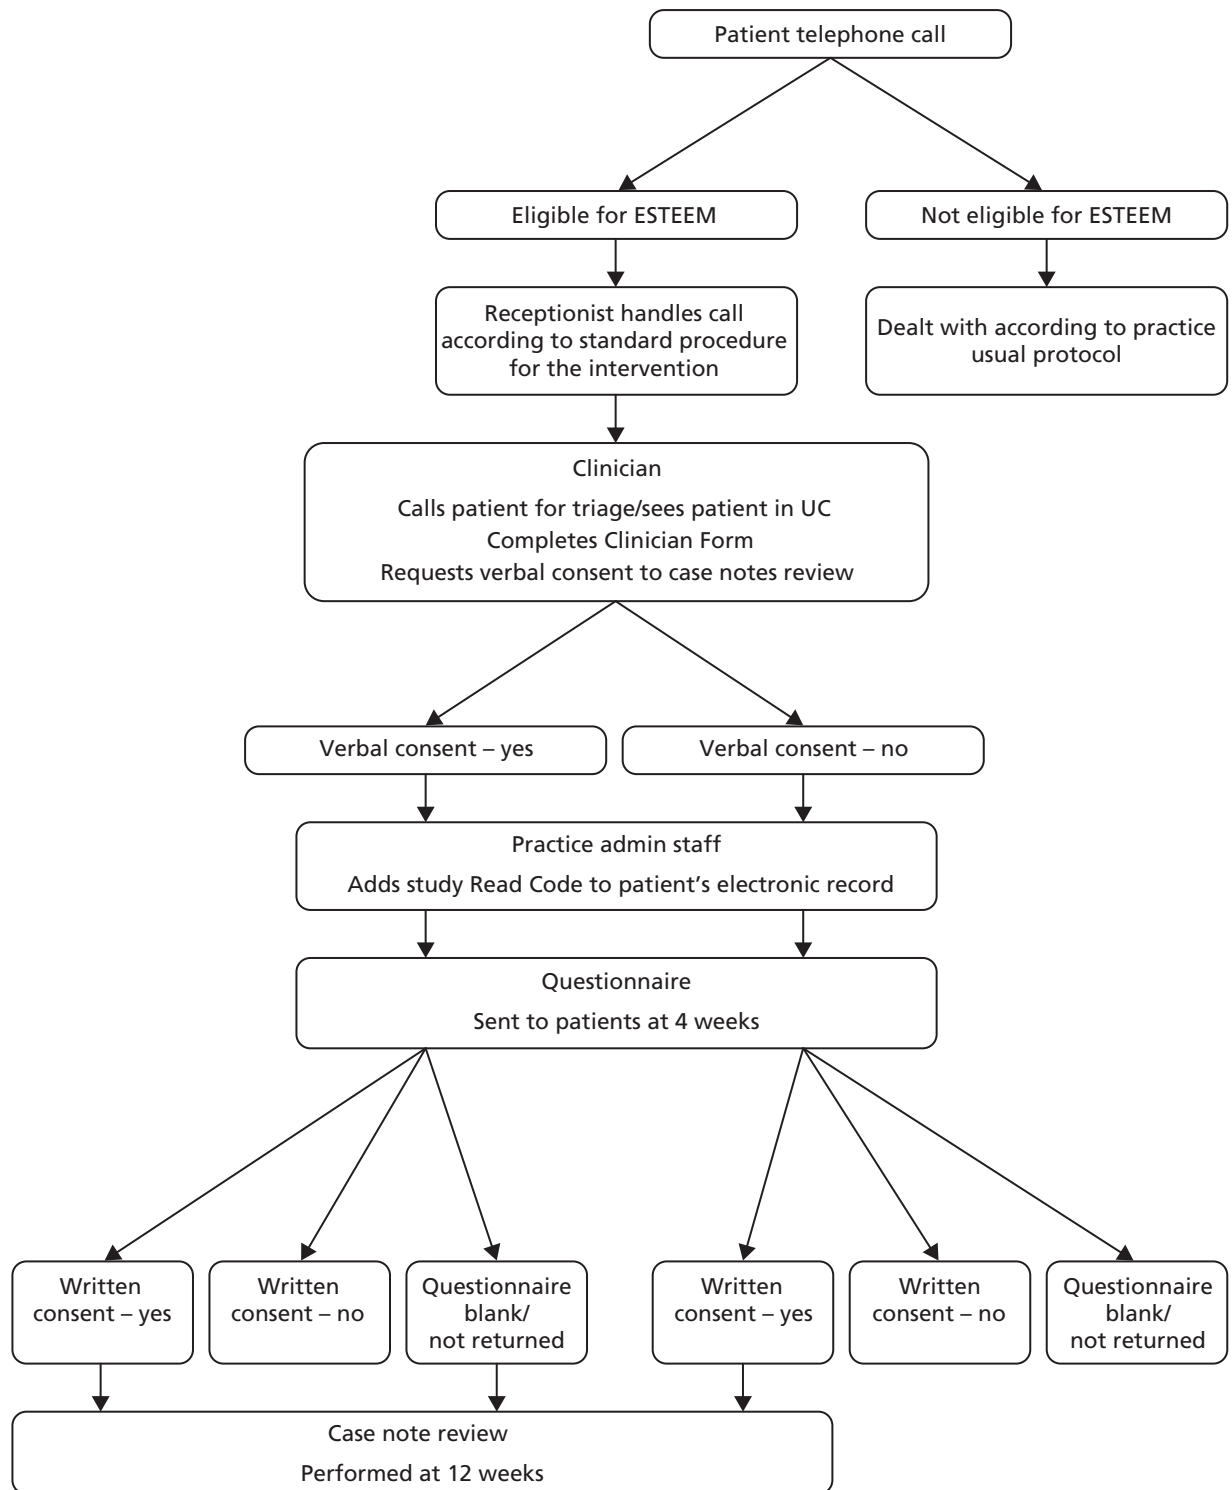 Patient telephone call
Eligible for ESTEEM
Not eligible for ESTEEM
Receptionist handles call
according to standard procedure
for the intervention
Dealt with according to practice
usual protocol
Clinician
Calls patient for triage/sees patient in UC
Completes Clinician Form
Requests verbal consent to case notes review
Verbal consent – yes
Verbal consent – no
Practice admin staff
Adds study Read Code to patient’s electronic record
Questionnaire
Sent to patients at 4 weeks
Written
consent – yes
Written
consent – no
Questionnaire
blank/
not returned
Written
consent – yes
Written
consent – no
Questionnaire
blank/
not returned
Case note review
Performed at 12 weeks